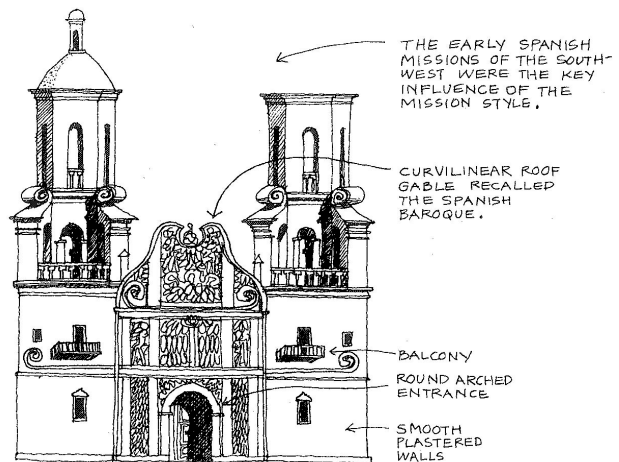 THE EARLY SPANISH
MISSIONS OF THE SOUTH-
WEST WERE THE KEY
INFLUENCE OF THE
MISSION STYLE.
CURVILINEAR ROOF
GABLE RECALLED
THE SPANISH
BAROQUE.
BALCONY
ROUND ARCHED
ENTRANCE
SMOOTH
PLASTERED
WALLS